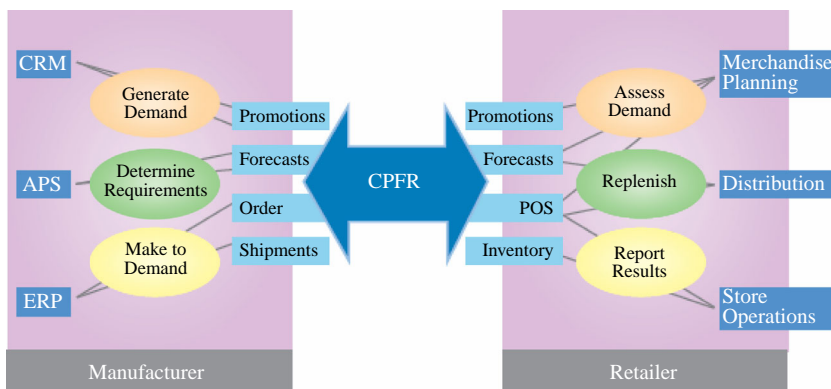 CRM
Generate
Demand
Promotions
APS
Determine
Requirements
Forecasts
Order
ERP
Make to
Demand
Shipments
Manufacturer
CPFR
Promotions
Forecasts
POS
Inventory
Assess
Demand
Replenish
Report
Results
Merchandise
Planning
Distribution
Store
Operations
Retailer